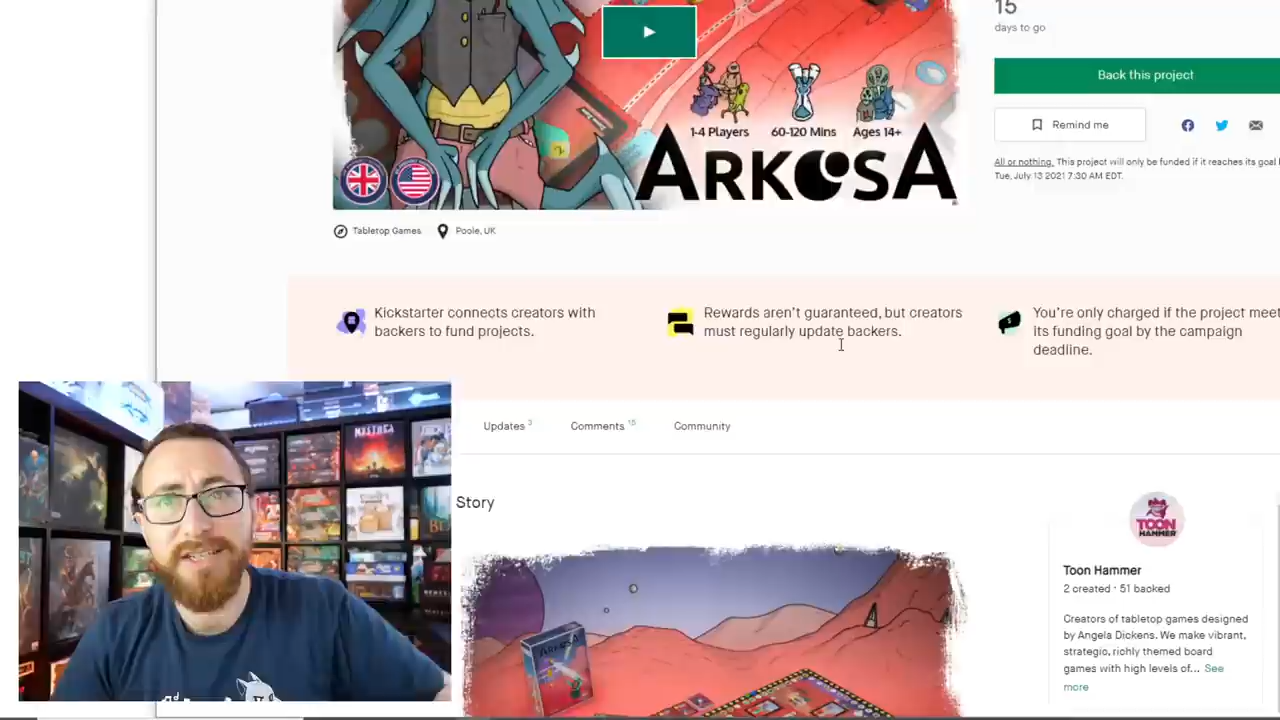 15
days to go
Back this project
Remind me
All or nothing. This project will only be funded if it reaches its goal
Tue, July 13 2021 7:30 AM EDT.
1-4 Players
60-120 Mins
Ages 14+
ARKOSA
Tabletop Games
Poole, UK
Kickstarter connects creators with
backers to fund projects.
Rewards aren't guaranteed, but creators
must regularly update backers.
You're only charged if the project meet
its funding goal by the campaign
deadline.
Updates 3
Comments 15
Community
Story
TOON
HAMMER
Toon Hammer
2 created · 51 backed
Creators of tabletop games designed
by Angela Dickens. We make vibrant,
strategic, richly themed board
games with high levels of... See
more
ARKOSA